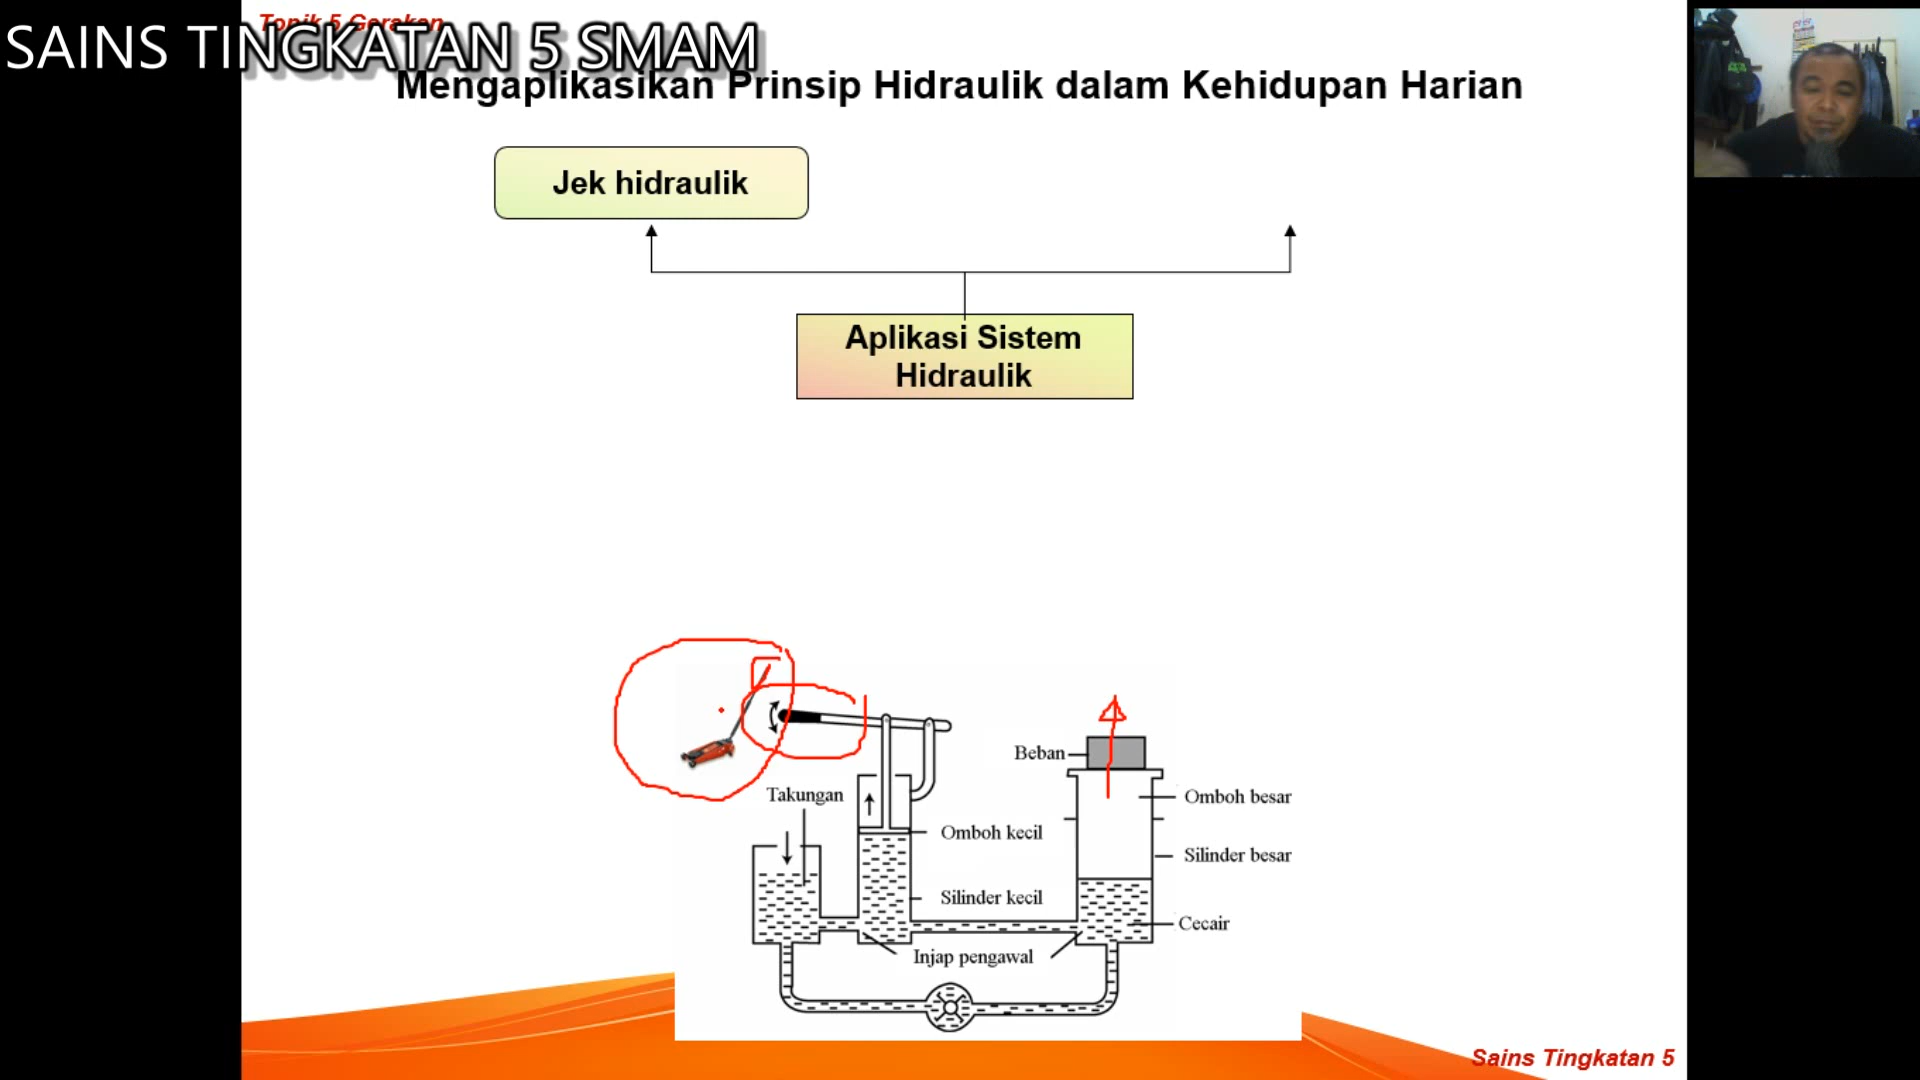 Topik 5 Gerakan
SAINS TINGKATAN 5 SMAM
Mengaplikasikan Prinsip Hidraulik dalam Kehidupan Harian
Jek hidraulik
Aplikasi Sistem
Hidraulik
Beban
Takungan
Omboh besar
Omboh kecil
Silinder besar
Silinder kecil
Cecair
Injap pengawal
Sains Tingkatan 5